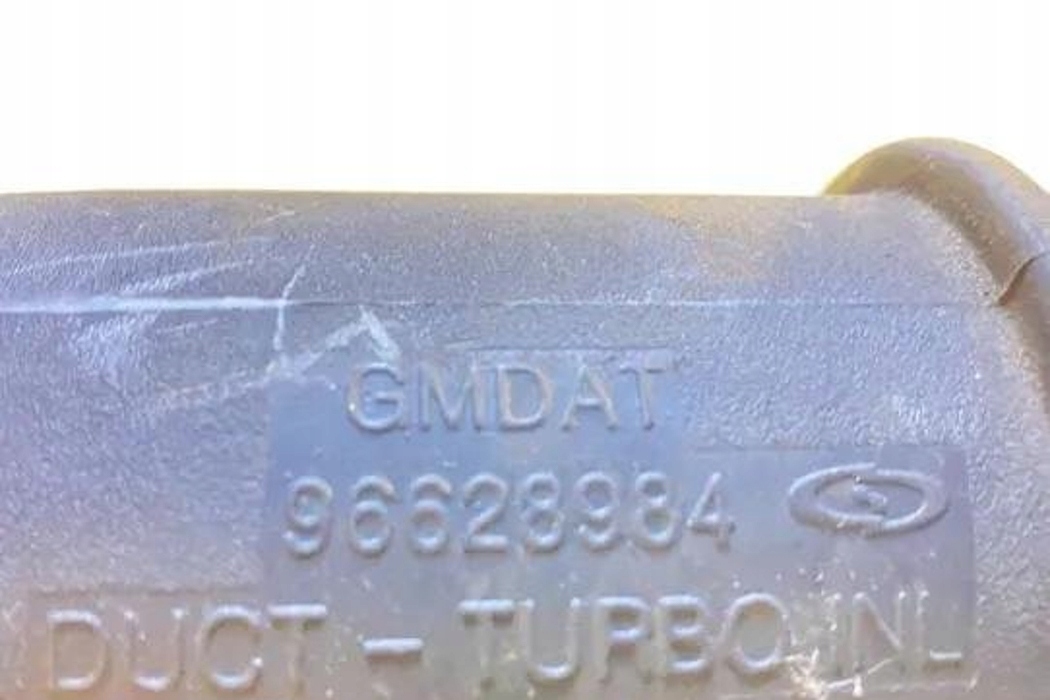 GMDAT
96628984
DUCT - TURBO INL